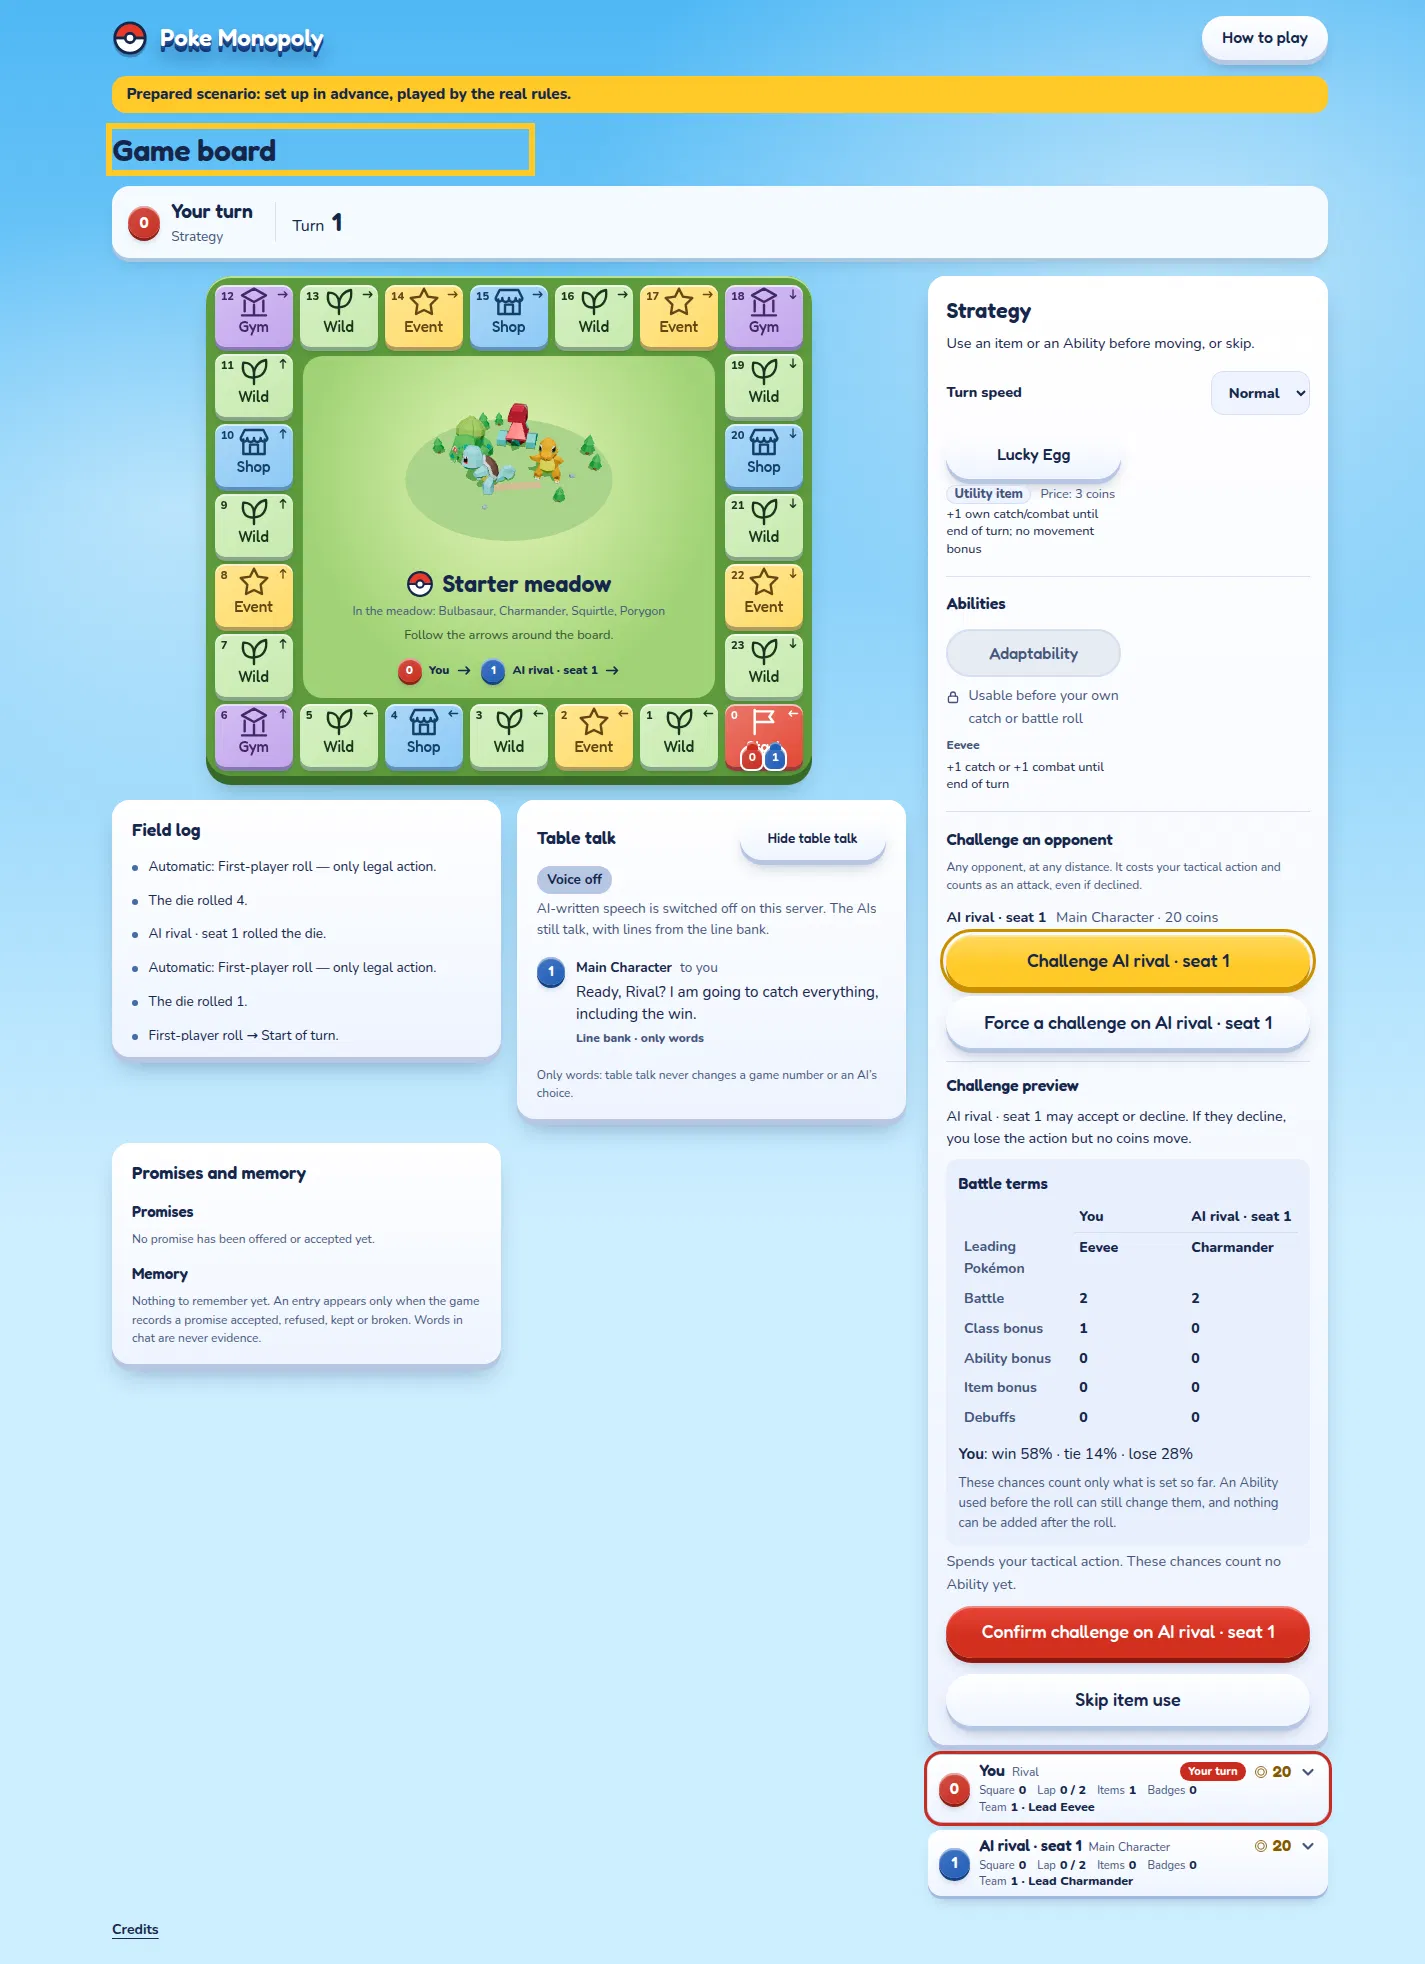 Poke Monopoly
How to play
Prepared scenario: set up in advance, played by the real rules.
Game board
0
Your turn
Strategy
Turn 1
12 → Gym
13 → Wild
14 → Event
15 → Shop
16 → Wild
17 → Event
18 ↓ Gym
11 ↑ Wild
19 ↓ Wild
10 ↑ Shop
20 ↓ Shop
9 ↑ Wild
21 ↓ Wild
8 ↑ Event
22 ↓ Event
7 ↑ Wild
23 ↓ Wild
6 ↑ Gym
5 ← Wild
4 ← Shop
3 ← Wild
2 ← Event
1 ← Wild
0 ←
0 1
Starter meadow
In the meadow: Bulbasaur, Charmander, Squirtle, Porygon
Follow the arrows around the board.
0 You → 1 AI rival · seat 1 →
Field log
Automatic: First-player roll — only legal action.
The die rolled 4.
AI rival · seat 1 rolled the die.
Automatic: First-player roll — only legal action.
The die rolled 1.
First-player roll → Start of turn.
Table talk
Hide table talk
Voice off
AI-written speech is switched off on this server. The AIs
still talk, with lines from the line bank.
1
Main Character to you
Ready, Rival? I am going to catch everything,
including the win.
Line bank · only words
Only words: table talk never changes a game number or an AI's
choice.
Promises and memory
Promises
No promise has been offered or accepted yet.
Memory
Nothing to remember yet. An entry appears only when the game
records a promise accepted, refused, kept or broken. Words in
chat are never evidence.
Strategy
Use an item or an Ability before moving, or skip.
Turn speed
Normal
Lucky Egg
Utility item Price: 3 coins
+1 own catch/combat until
end of turn; no movement
bonus
Abilities
Adaptability
Usable before your own
catch or battle roll
Eevee
+1 catch or +1 combat until
end of turn
Challenge an opponent
Any opponent, at any distance. It costs your tactical action and
counts as an attack, even if declined.
AI rival · seat 1 Main Character · 20 coins
Challenge AI rival · seat 1
Force a challenge on AI rival · seat 1
Challenge preview
AI rival · seat 1 may accept or decline. If they decline,
you lose the action but no coins move.
Battle terms
You AI rival · seat 1
Leading Eevee Charmander
Pokémon
Battle 2 2
Class bonus 1 0
Ability bonus 0 0
Item bonus 0 0
Debuffs 0 0
You: win 58% · tie 14% · lose 28%
These chances count only what is set so far. An Ability
used before the roll can still change them, and nothing
can be added after the roll.
Spends your tactical action. These chances count no
Ability yet.
Confirm challenge on AI rival · seat 1
Skip item use
0
You Rival Your turn 20
Square 0 Lap 0 / 2 Items 1 Badges 0
Team 1 · Lead Eevee
1
AI rival · seat 1 Main Character 20
Square 0 Lap 0 / 2 Items 0 Badges 0
Team 1 · Lead Charmander
Credits